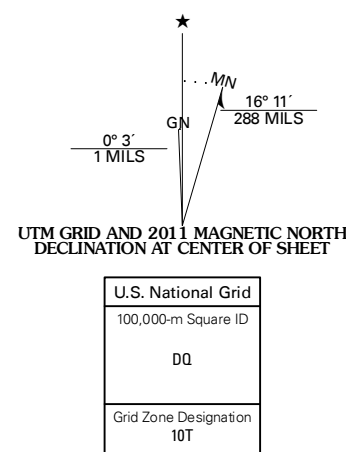 ★
MN
GN
16° 11´
288 MILS
0° 3´
1 MILS
UTM GRID AND 2011 MAGNETIC NORTH
DECLINATION AT CENTER OF SHEET
U.S. National Grid
100,000-m Square ID
DQ
Grid Zone Designation
10T